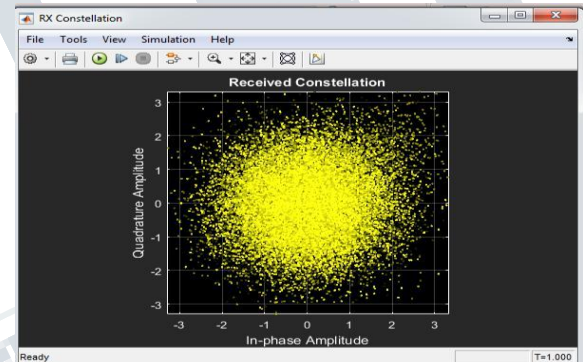 RX Constellation
File Tools View Simulation Help
Received Constellation
3
2
1
0
-1
-2
-3
Quadrature Amplitude
-3 -2 -1 0 1 2 3
In-phase Amplitude
Ready T=1.000